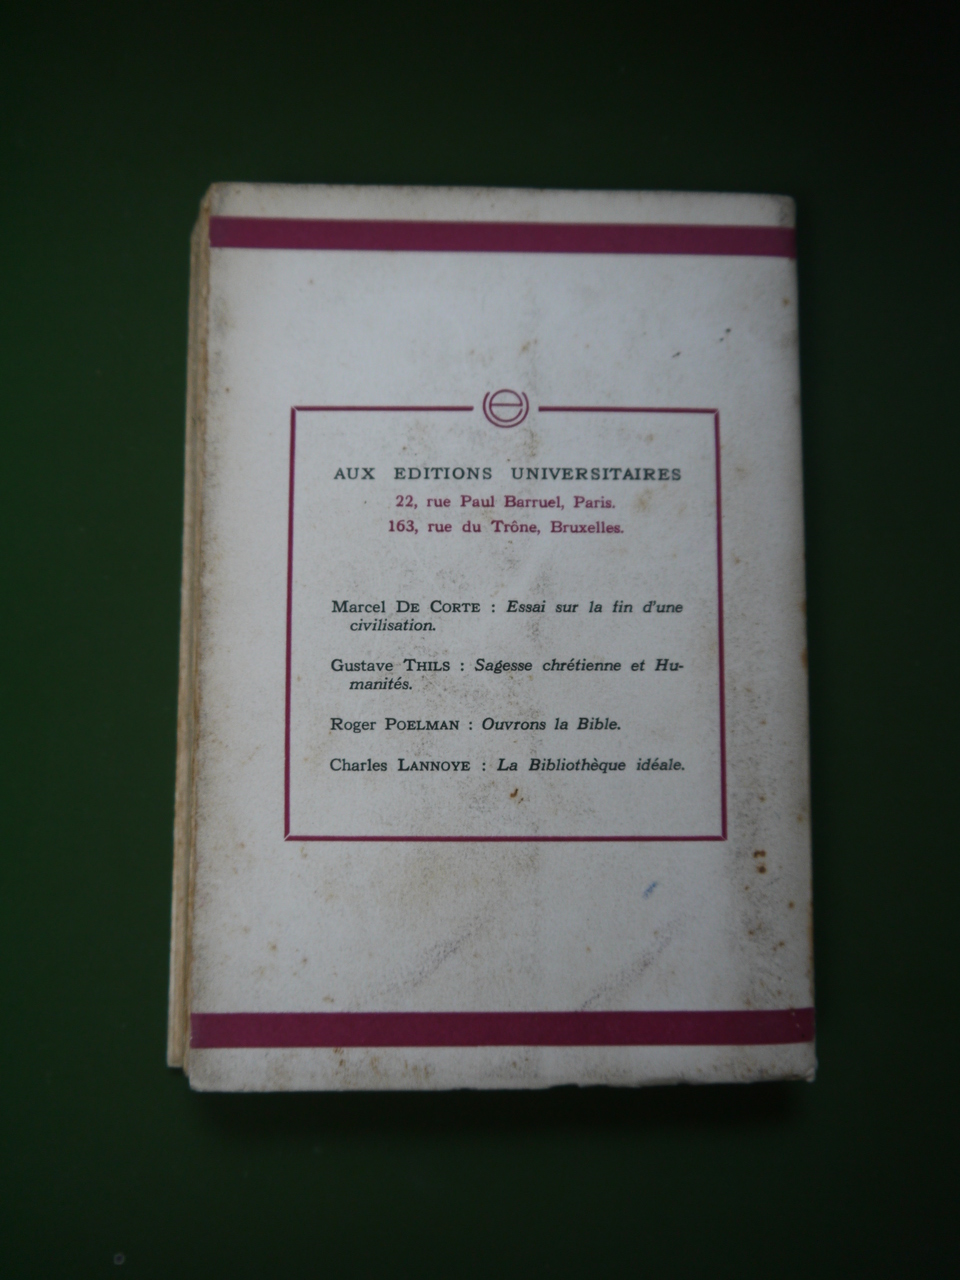 AUX EDITIONS UNIVERSITAIRES
22, rue Paul Barruel, Paris.
163, rue du Trône, Bruxelles.
Marcel DE CORTE : Essai sur la fin d'une
civilisation.
Gustave THILS : Sagesse chrétienne et Hu-
manités.
Roger POELMAN : Ouvrons la Bible.
Charles LANNOYE : La Bibliothèque idéale.